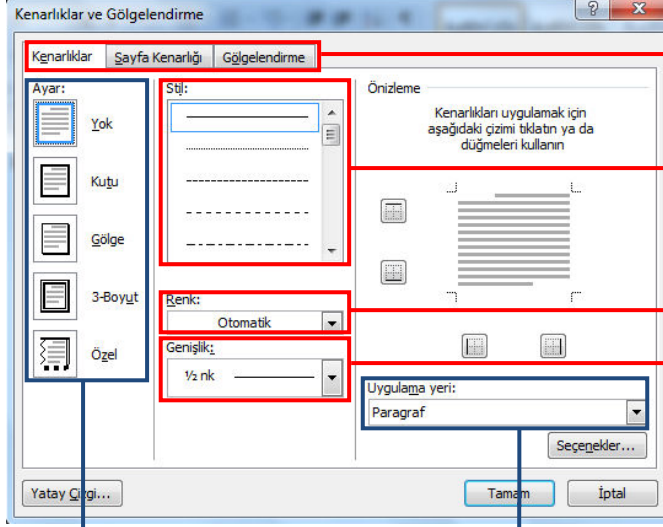 Kenarlıklar ve Gölgelendirme
Kenarlıklar Sayfa Kenarlığı Gölgelendirme
Ayar:
Yok
Kutu
Gölge
3-Boyut
Özel
Stil:
Renk:
Otomatik
Genişlik:
½ nk
Önizleme
Kenarlıkları uygulamak için
aşağıdaki çizimi tıklatın ya da
düğmeleri kullanın
Uygulama yeri:
Paragraf
Seçenekler...
Yatay Çizgi...
Tamam
İptal